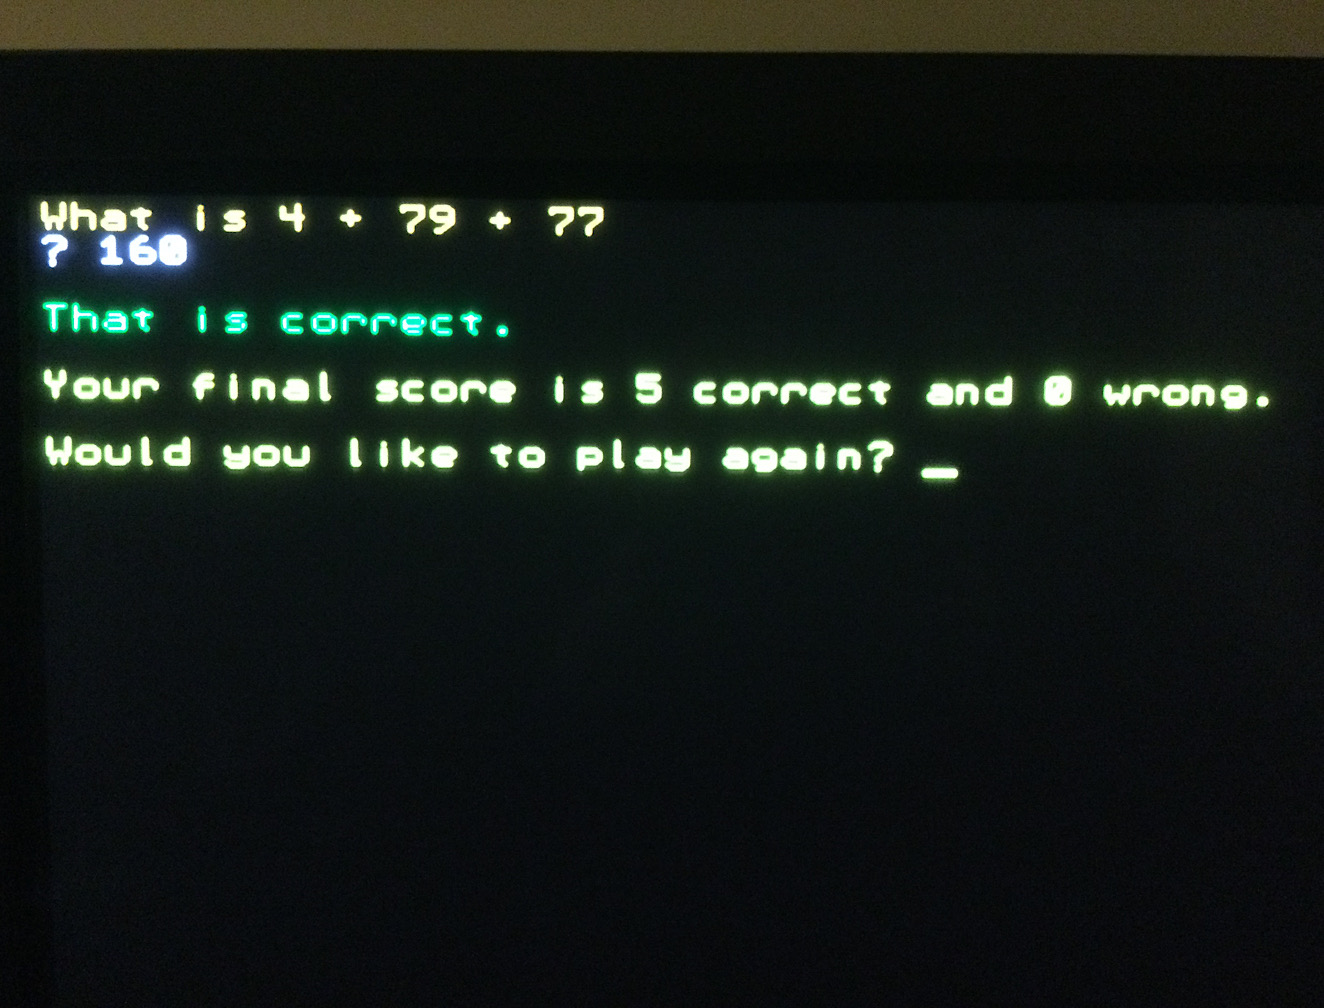 What is 4 + 79 + 77
? 160
That is correct.
Your final score is 5 correct and 0 wrong.
Would you like to play again? _